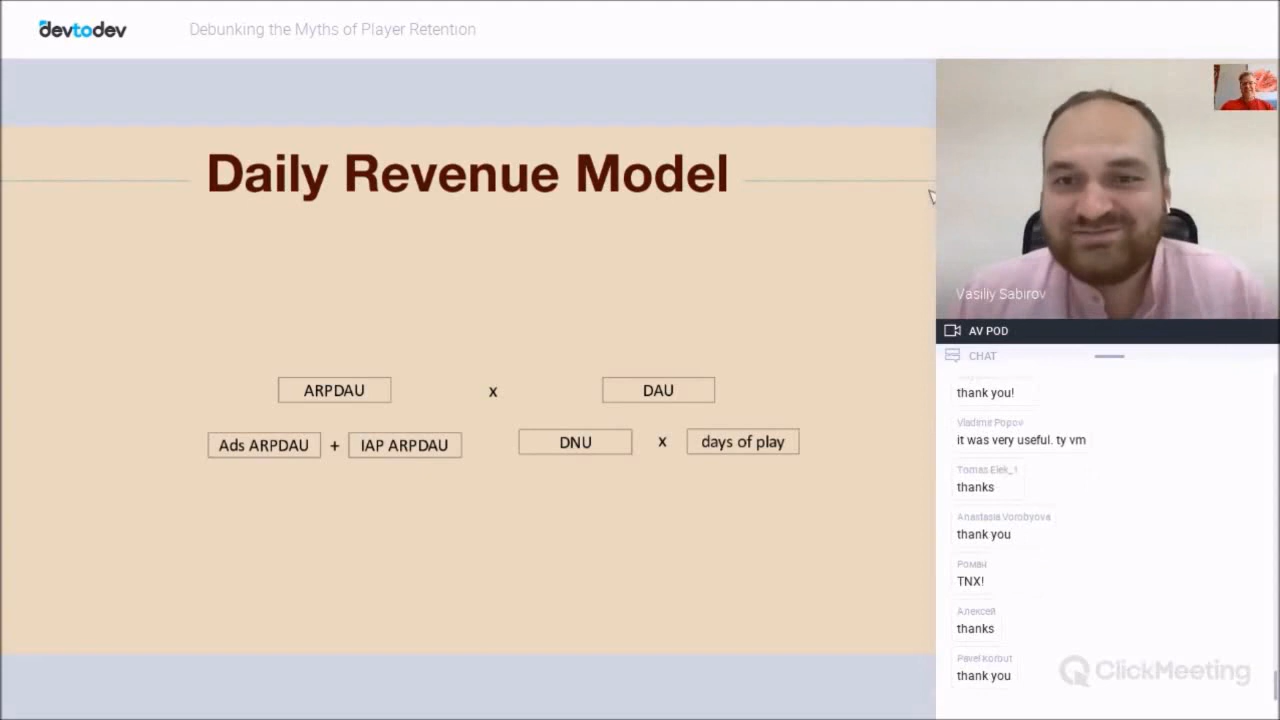 devtodev
Debunking the Myths of Player Retention
Daily Revenue Model
ARPDAU x DAU
Ads ARPDAU + IAP ARPDAU
DNU x days of play
Vasiliy Sabirov
AV POD
CHAT
thank you!
Vladimir Popov
it was very useful. ty vm
Tomas Elek_1
thanks
Anastasia Vorobyova
thank you
Роман
TNX!
Алексей
thanks
Pavel Korbut
thank you
ClickMeeting